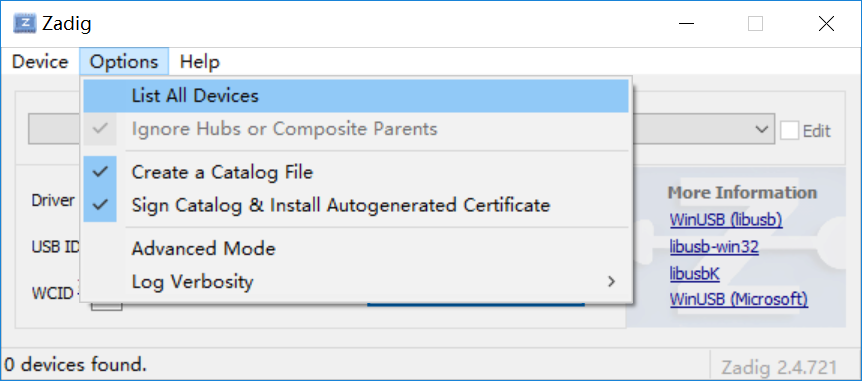 Zadig
Device Options Help
List All Devices
Ignore Hubs or Composite Parents
Edit
Create a Catalog File
Sign Catalog & Install Autogenerated Certificate
Advanced Mode
Log Verbosity
Driver
USB ID
WCID
More Information
WinUSB (libusb)
libusb-win32
libusbK
WinUSB (Microsoft)
0 devices found.
Zadig 2.4.721